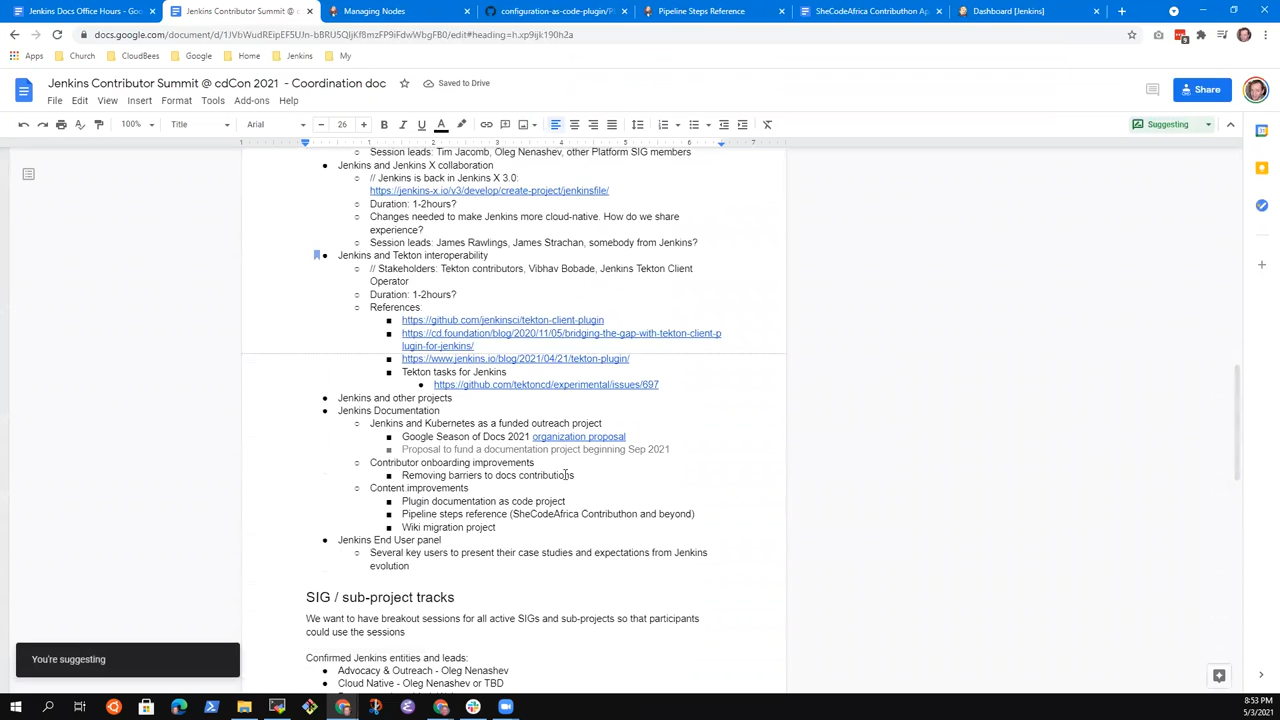 Jenkins Docs Office Hours - Goo
Jenkins Contributor Summit @ c
Managing Nodes
configuration-as-code-plugin/PL
Pipeline Steps Reference
SheCodeAfrica Contributhon Ap
Dashboard [Jenkins]
docs.google.com/document/d/1JVbWudREipEF5UJn-bBRU5QljKf8mzFP9iFdwWbgFB0/edit#heading=h.xp9ijk190h2a
Apps
Church
CloudBees
Google
Home
Jenkins
My
Jenkins Contributor Summit @ cdCon 2021 - Coordination doc
Saved to Drive
File Edit View Insert Format Tools Add-ons Help
Share
100% Title Arial 26
Suggesting
1 1 2 3 4 5 6 7
○ Session leads: Tim Jacomb, Oleg Nenashev, other Platform SIG members
● Jenkins and Jenkins X collaboration
○ // Jenkins is back in Jenkins X 3.0.
https://jenkins-x.io/v3/develop/create-project/jenkinsfile/
○ Duration: 1-2hours?
○ Changes needed to make Jenkins more cloud-native. How do we share
experience?
○ Session leads: James Rawlings, James Strachan, somebody from Jenkins?
● Jenkins and Tekton interoperability
○ // Stakeholders: Tekton contributors, Vibhav Bobade, Jenkins Tekton Client
Operator
○ Duration: 1-2hours?
○ References:
■ https://github.com/jenkinsci/tekton-client-plugin
■ https://cd.foundation/blog/2020/11/05/bridging-the-gap-with-tekton-client-p
lugin-for-jenkins/
■ https://www.jenkins.io/blog/2021/04/21/tekton-plugin/
■ Tekton tasks for Jenkins
● https://github.com/tektoncd/experimental/issues/697
● Jenkins and other projects
● Jenkins Documentation
○ Jenkins and Kubernetes as a funded outreach project
■ Google Season of Docs 2021 organization proposal
■ Proposal to fund a documentation project beginning Sep 2021
○ Contributor onboarding improvements
■ Removing barriers to docs contributions
○ Content improvements
■ Plugin documentation as code project
■ Pipeline steps reference (SheCodeAfrica Contributhon and beyond)
■ Wiki migration project
● Jenkins End User panel
○ Several key users to present their case studies and expectations from Jenkins
evolution
SIG / sub-project tracks
We want to have breakout sessions for all active SIGs and sub-projects so that participants
could use the sessions
Confirmed Jenkins entities and leads:
● Advocacy & Outreach - Oleg Nenashev
● Cloud Native - Oleg Nenashev or TBD
You're suggesting
8:53 PM
5/3/2021